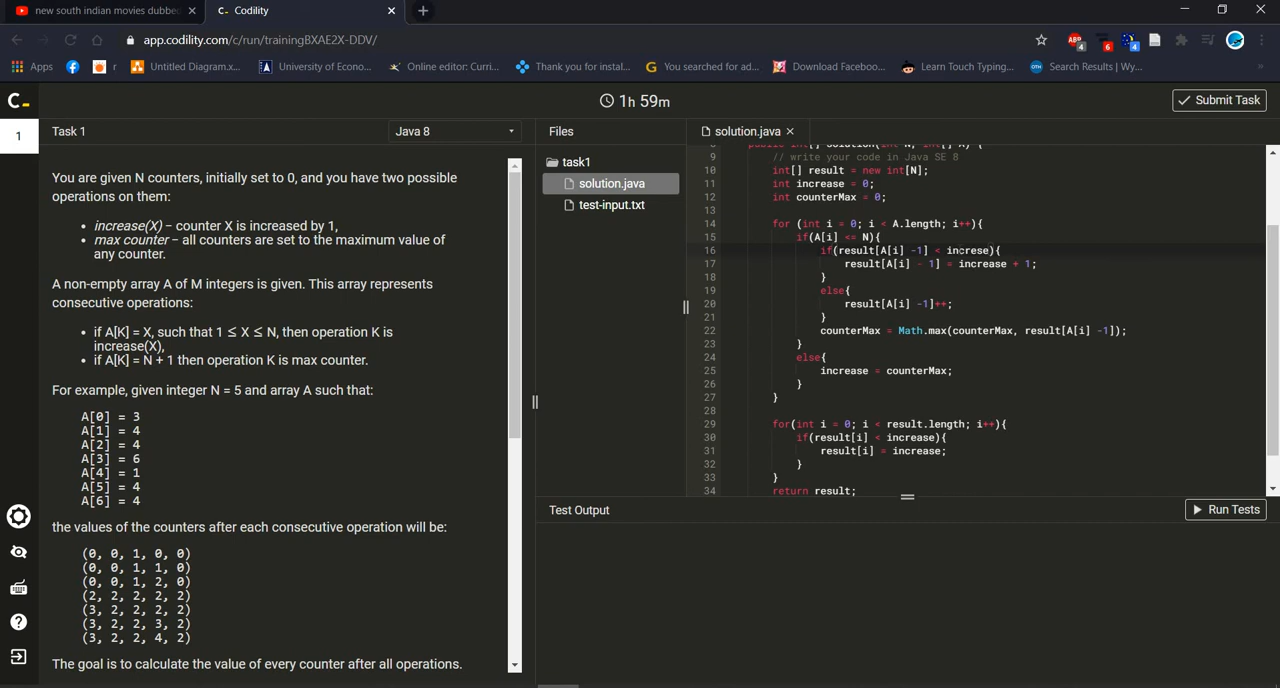 new south indian movies dubbed
C_ Codility
app.codility.com/c/run/trainingBXAE2X-DDV/
4
6
4
Apps
r
Untitled Diagram.x...
University of Econo...
Online editor: Curri...
Thank you for instal...
You searched for ad...
Download Faceboo...
Learn Touch Typing...
Search Results | Wy...
C_
1h 59m
Submit Task
1
Task 1
Java 8
Files
solution.java
task1
solution.java
test-input.txt
You are given N counters, initially set to 0, and you have two possible
operations on them:
• increase(X) − counter X is increased by 1,
• max counter − all counters are set to the maximum value of
any counter.
A non-empty array A of M integers is given. This array represents
consecutive operations:
• if A[K] = X, such that 1 ≤ X ≤ N, then operation K is
increase(X),
• if A[K] = N + 1 then operation K is max counter.
For example, given integer N = 5 and array A such that:
A[0] = 3
A[1] = 4
A[2] = 4
A[3] = 6
A[4] = 1
A[5] = 4
A[6] = 4
the values of the counters after each consecutive operation will be:
(0, 0, 1, 0, 0)
(0, 0, 1, 1, 0)
(0, 0, 1, 2, 0)
(2, 2, 2, 2, 2)
(3, 2, 2, 2, 2)
(3, 2, 2, 3, 2)
(3, 2, 2, 4, 2)
The goal is to calculate the value of every counter after all operations.
9 // write your code in Java SE 8
10 int[] result = new int[N];
11 int increase = 0;
12 int counterMax = 0;
13
14 for (int i = 0; i < A.length; i++){
15 if(A[i] <= N){
16 if(result[A[i] -1] < increse){
17 result[A[i] - 1] = increase + 1;
18 }
19 else{
20 result[A[i] -1]++;
21 }
22 counterMax = Math.max(counterMax, result[A[i] -1]);
23 }
24 else{
25 increase = counterMax;
26 }
27 }
28
29 for(int i = 0; i < result.length; i++){
30 if(result[i] < increase){
31 result[i] = increase;
32 }
33 }
34 return result;
Test Output
Run Tests